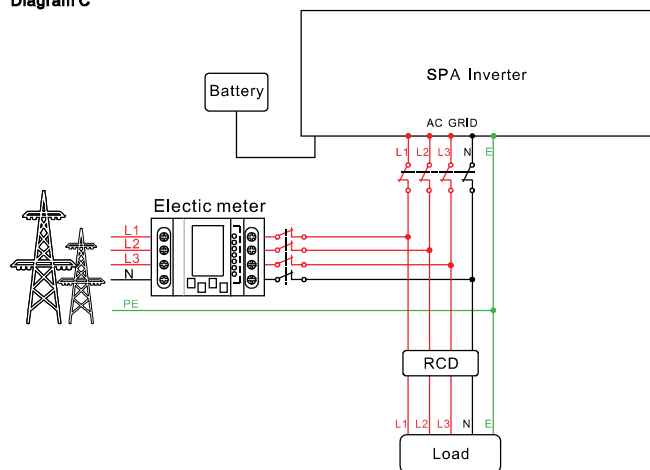 Diagram C
SPA Inverter
Battery
AC GRID
L1 L2 L3 N E
Electic meter
L1
L2
L3
N
PE
RCD
L1 L2 L3 N E
Load